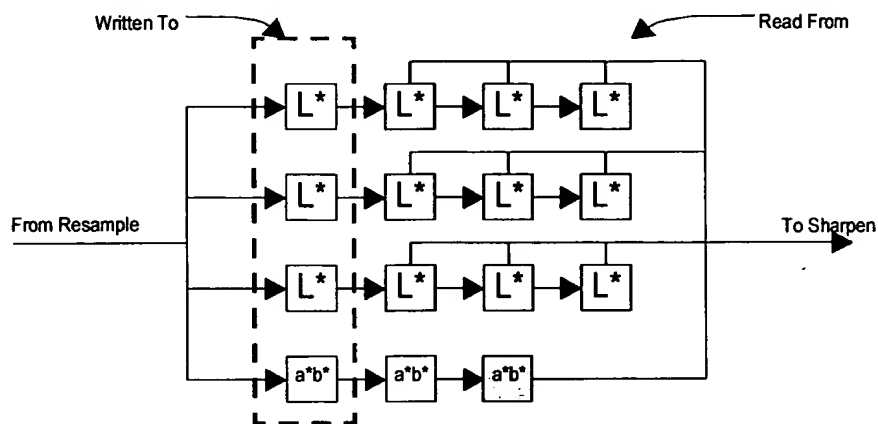 Written To
Read From
L* L* L* L*
L* L* L* L*
From Resample
To Sharpen
L* L* L* L*
a*b* a*b* a*b*